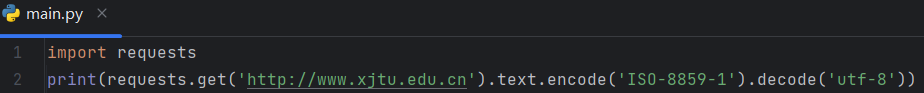 main.py ×
1 import requests
2 print(requests.get('http://www.xjtu.edu.cn').text.encode('ISO-8859-1').decode('utf-8'))